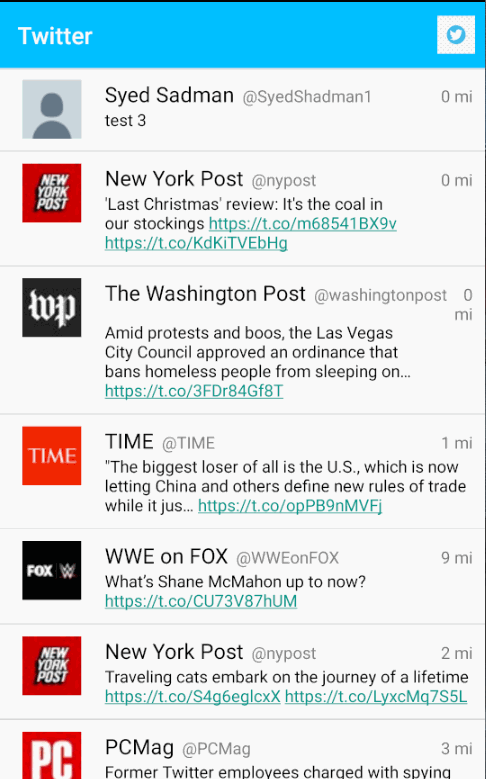 Twitter
Syed Sadman @SyedShadman1 0 mi
test 3
NEW
YORK
POST
New York Post @nypost 0 mi
'Last Christmas' review: It's the coal in
our stockings https://t.co/m68541BX9v
https://t.co/KdKiTVEbHg
wp
The Washington Post @washingtonpost 0
mi
Amid protests and boos, the Las Vegas
City Council approved an ordinance that
bans homeless people from sleeping on...
https://t.co/3FDr84Gf8T
TIME
TIME @TIME 1 mi
"The biggest loser of all is the U.S., which is now
letting China and others define new rules of trade
while it jus... https://t.co/opPB9nMVFj
FOX W
WWE on FOX @WWEonFOX 9 mi
What's Shane McMahon up to now?
https://t.co/CU73V87hUM
NEW
YORK
POST
New York Post @nypost 2 mi
Traveling cats embark on the journey of a lifetime
https://t.co/S4g6eglcxX https://t.co/LyxcMq7S5L
PC
PCMag @PCMag 3 mi
Former Twitter employees charged with spying